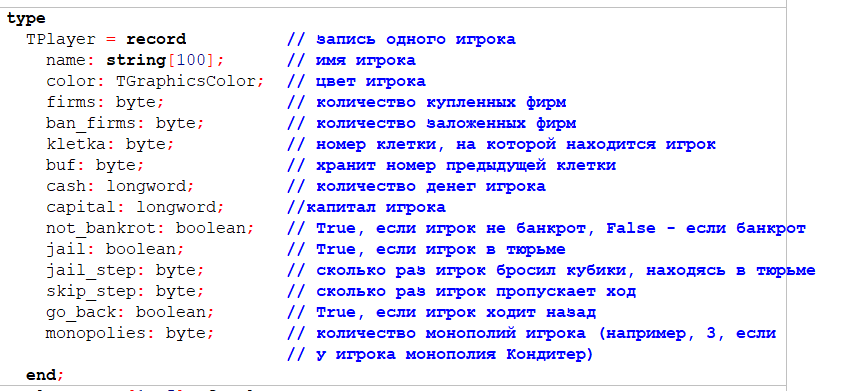 type
TPlayer = record // запись одного игрока
name: string[100]; // имя игрока
color: TGraphicsColor; // цвет игрока
firms: byte; // количество купленных фирм
ban_firms: byte; // количество заложенных фирм
kletka: byte; // номер клетки, на которой находится игрок
buf: byte; // хранит номер предыдущей клетки
cash: longword; // количество денег игрока
capital: longword; //капитал игрока
not_bankrot: boolean; // True, если игрок не банкрот, False - если банкрот
jail: boolean; // True, если игрок в тюрьме
jail_step: byte; // сколько раз игрок бросил кубики, находясь в тюрьме
skip_step: byte; // сколько раз игрок пропускает ход
go_back: boolean; // True, если игрок ходит назад
monopolies: byte; // количество монополий игрока (например, 3, если
// у игрока монополия Кондитер)
end;